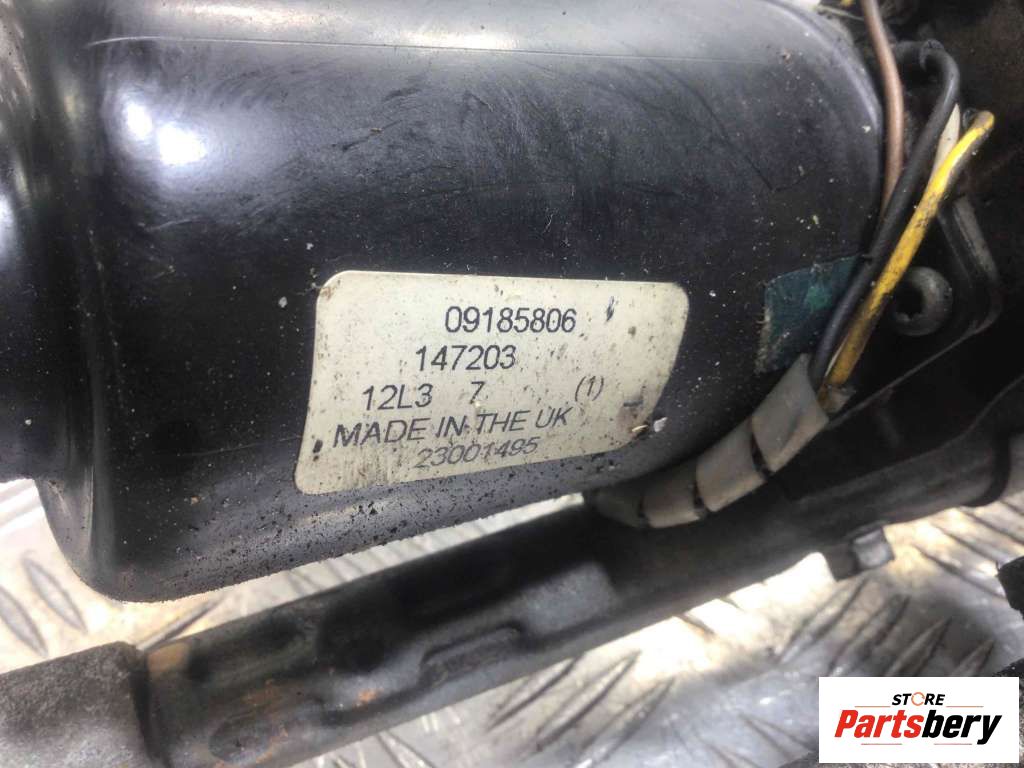 09185806
147203
12L3 7 (1)
MADE IN THE UK
23001495
STORE
Partsbery